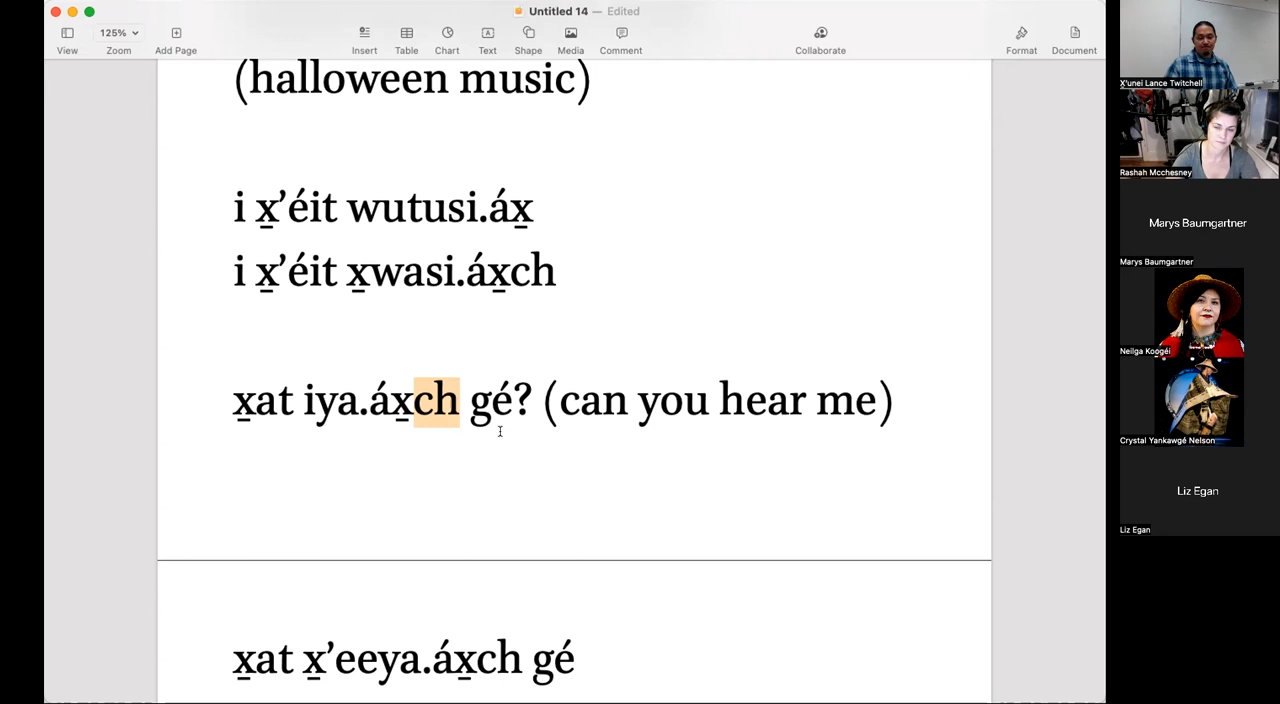 Untitled 14 — Edited
125%
View
Zoom
Add Page
Insert
Table
Chart
Text
Shape
Media
Comment
Collaborate
Format
Document
(halloween music)
i x̱’éit wutusi.áx̱
i x̱’éit x̱wasi.áx̱ch
x̱at iya.áx̱ch gé? (can you hear me)
x̱at x̱’eeya.áx̱ch gé
X̱'unei Lance Twitchell
Rashah Mcchesney
Marys Baumgartner
Marys Baumgartner
Neilga Koogéi
Crystal Yankawgé Nelson
Liz Egan
Liz Egan